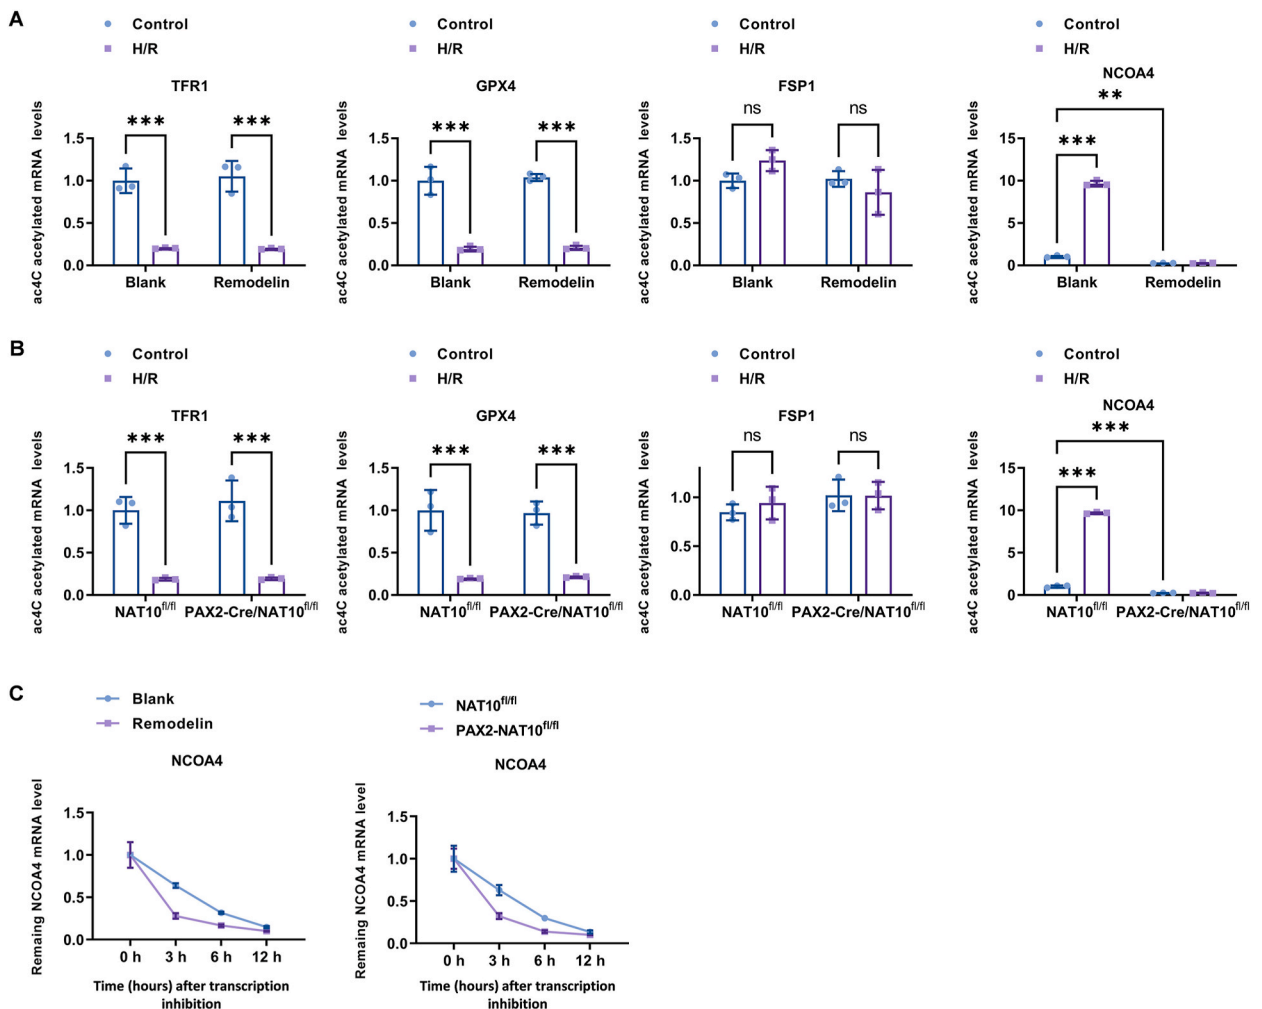 A
Control
H/R
TFR1
ac4C acetylated mRNA levels
1.5
1.0
0.5
0.0
***
***
Blank
Remodelin
Control
H/R
GPX4
ac4C acetylated mRNA levels
1.5
1.0
0.5
0.0
***
***
Blank
Remodelin
Control
H/R
FSP1
ac4C acetylated mRNA levels
1.5
1.0
0.5
0.0
ns
ns
Blank
Remodelin
Control
H/R
NCOA4
ac4C acetylated mRNA levels
15
10
5
0
**
***
Blank
Remodelin
B
Control
H/R
TFR1
ac4C acetylated mRNA levels
1.5
1.0
0.5
0.0
***
***
NAT10fl/fl
PAX2-Cre/NAT10fl/fl
Control
H/R
GPX4
ac4C acetylated mRNA levels
1.5
1.0
0.5
0.0
***
***
NAT10fl/fl
PAX2-Cre/NAT10fl/fl
Control
H/R
FSP1
ac4C acetylated mRNA levels
1.0
0.5
0.0
ns
ns
NAT10fl/fl
PAX2-Cre/NAT10fl/fl
Control
H/R
NCOA4
ac4C acetylated mRNA levels
15
10
5
0
***
***
NAT10fl/fl
PAX2-Cre/NAT10fl/fl
C
Blank
Remodelin
NCOA4
Remaing NCOA4 mRNA level
1.5
1.0
0.5
0.0
0 h 3 h 6 h 12 h
Time (hours) after transcription
inhibition
NAT10fl/fl
PAX2-NAT10fl/fl
NCOA4
Remaing NCOA4 mRNA level
1.5
1.0
0.5
0.0
0 h 3 h 6 h 12 h
Time (hours) after transcription
inhibition